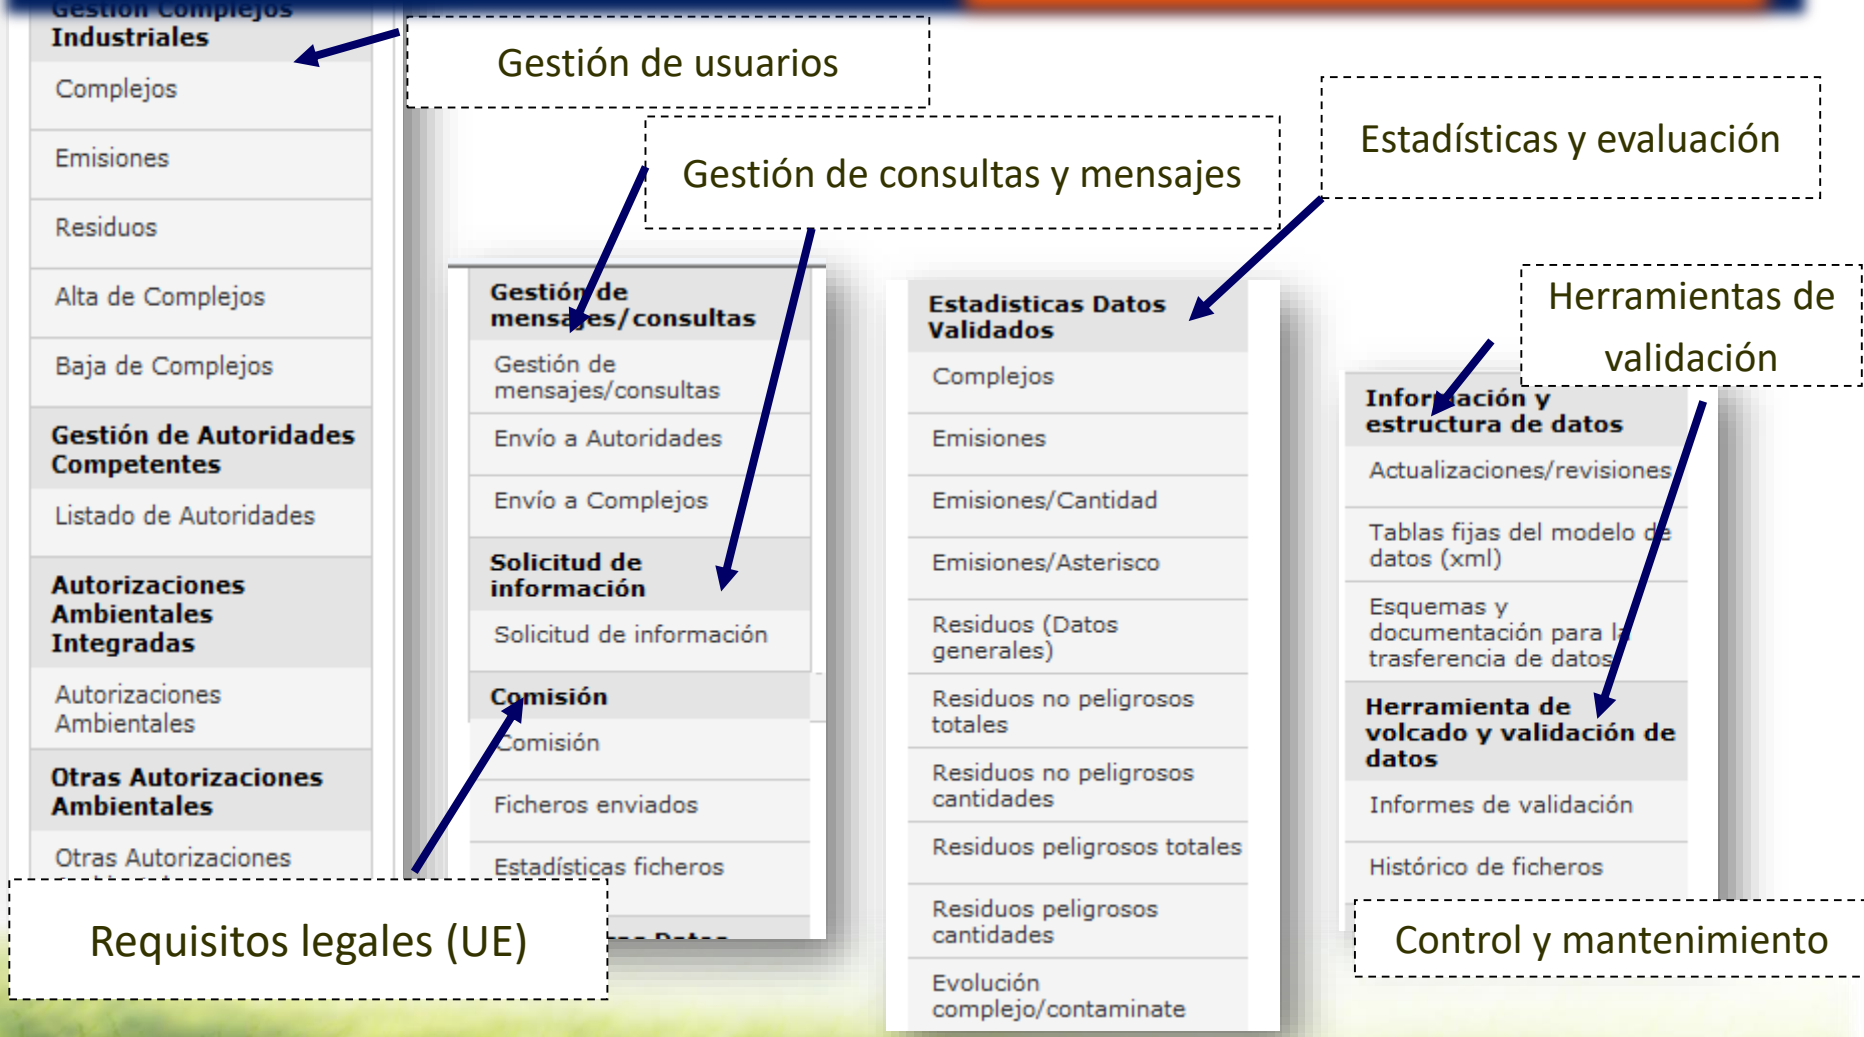 Gestión Complejos
Industriales
Complejos
Emisiones
Residuos
Alta de Complejos
Baja de Complejos
Gestión de Autoridades
Competentes
Listado de Autoridades
Autorizaciones
Ambientales
Integradas
Autorizaciones
Ambientales
Otras Autorizaciones
Ambientales
Otras Autorizaciones
Gestión de usuarios
Gestión de consultas y mensajes
Estadísticas y evaluación
Herramientas de
validación
Gestión de
mensajes/consultas
Gestión de
mensajes/consultas
Envío a Autoridades
Envío a Complejos
Solicitud de
información
Solicitud de información
Comisión
Comisión
Ficheros enviados
Estadísticas ficheros
Datos
Estadisticas Datos
Validados
Complejos
Emisiones
Emisiones/Cantidad
Emisiones/Asterisco
Residuos (Datos
generales)
Residuos no peligrosos
totales
Residuos no peligrosos
cantidades
Residuos peligrosos totales
Residuos peligrosos
cantidades
Evolución
complejo/contaminate
Información y
estructura de datos
Actualizaciones/revisiones
Tablas fijas del modelo de
datos (xml)
Esquemas y
documentación para la
trasferencia de datos
Herramienta de
volcado y validación de
datos
Informes de validación
Histórico de ficheros
Requisitos legales (UE)
Control y mantenimiento